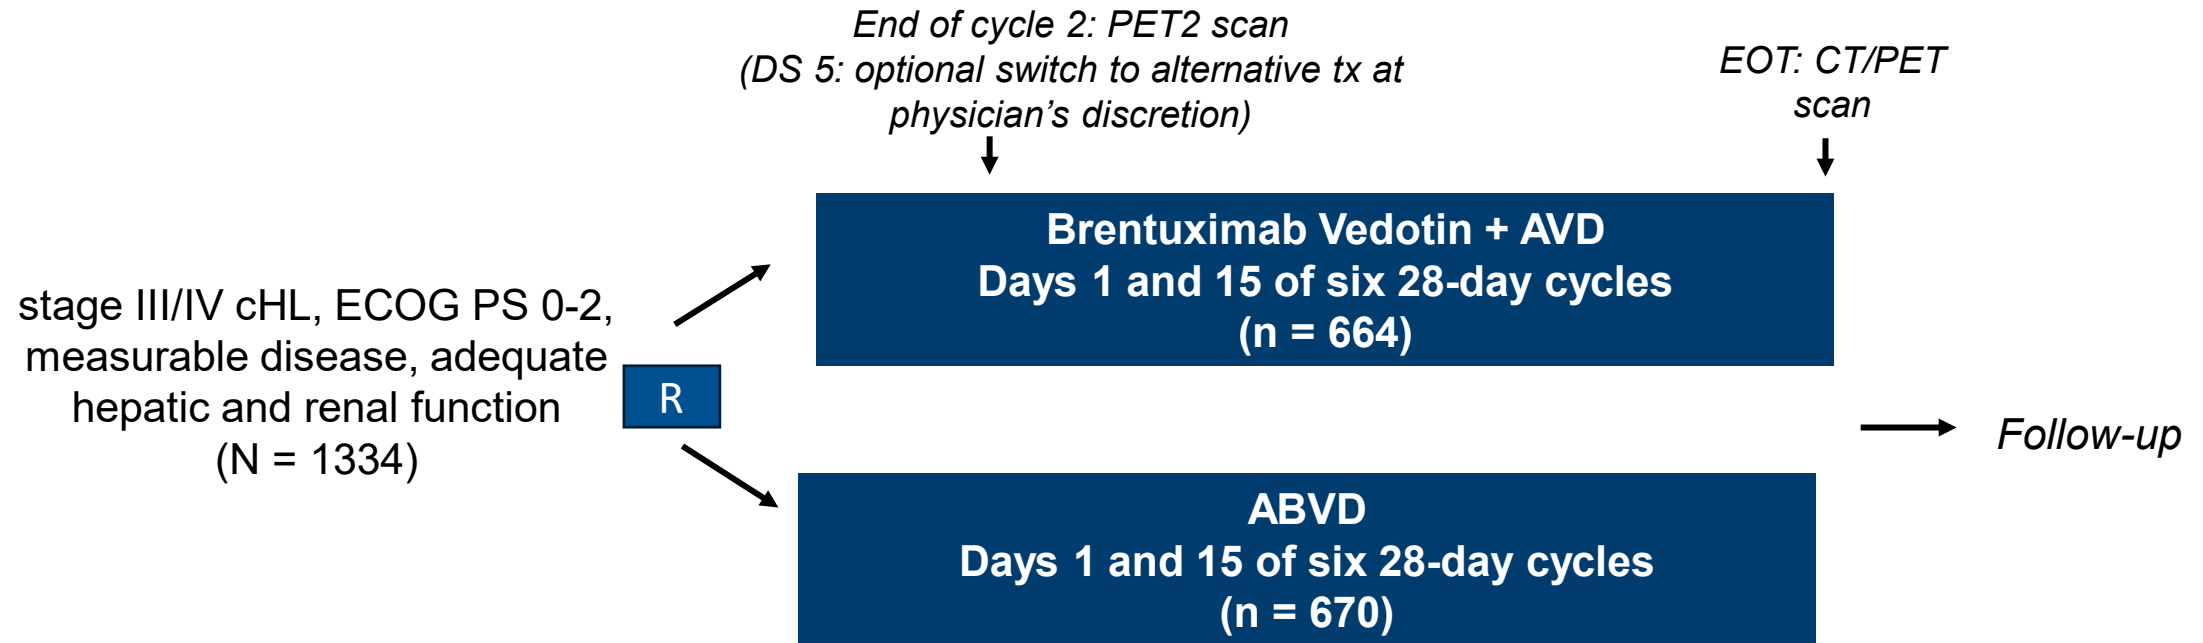 End of cycle 2: PET2 scan
(DS 5: optional switch to alternative tx at
physician’s discretion)
EOT: CT/PET
scan
stage III/IV cHL, ECOG PS 0-2,
measurable disease, adequate
hepatic and renal function
(N = 1334)
R
Brentuximab Vedotin + AVD
Days 1 and 15 of six 28-day cycles
(n = 664)
ABVD
Days 1 and 15 of six 28-day cycles
(n = 670)
Follow-up